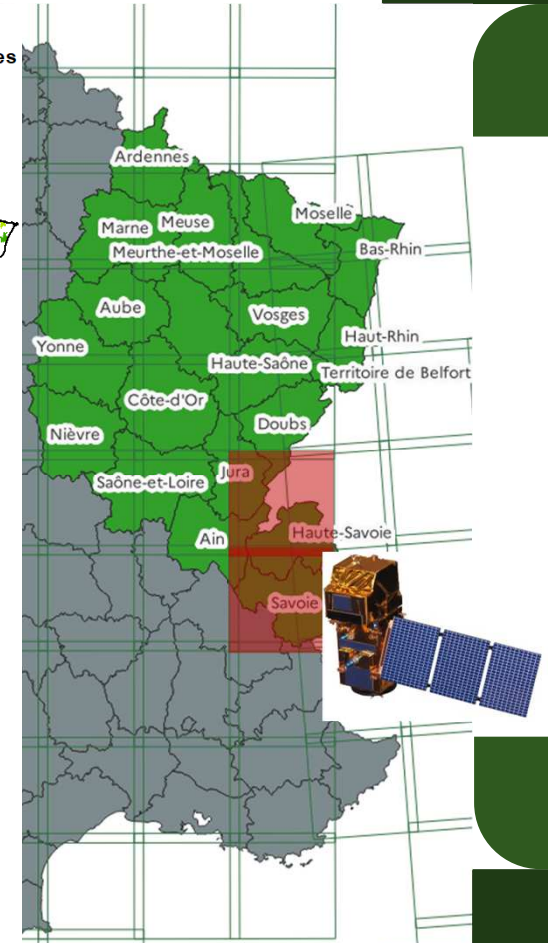 es
Ardennes
Moselle
Marne
Meuse
Meurthe-et-Moselle
Bas-Rhin
Aube
Vosges
Haut-Rhin
Yonne
Haute-Saône
Territoire de Belfort
Côte-d'Or
Doubs
Nièvre
Jura
Saône-et-Loire
Ain
Haute-Savoie
Savoie